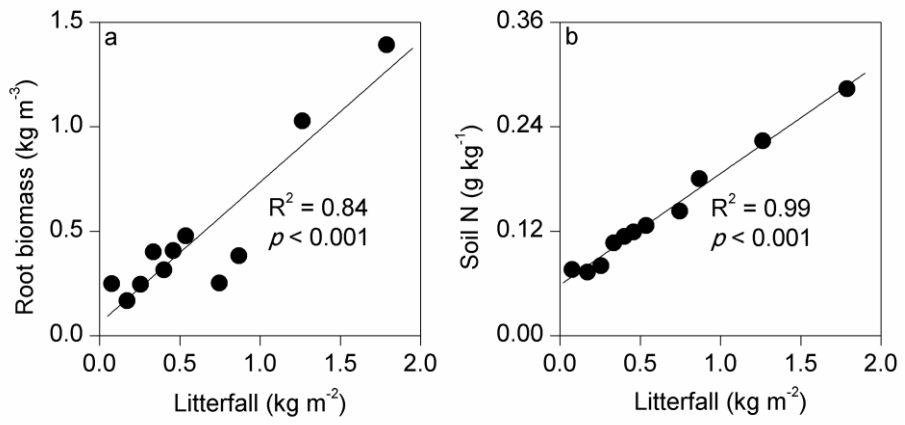 a
Root biomass (kg m⁻³)
1.5
1.0
0.5
0.0
R² = 0.84
p < 0.001
0.0 0.5 1.0 1.5 2.0
Litterfall (kg m⁻²)
b
Soil N (g kg⁻¹)
0.36
0.24
0.12
0.00
R² = 0.99
p < 0.001
0.0 0.5 1.0 1.5 2.0
Litterfall (kg m⁻²)